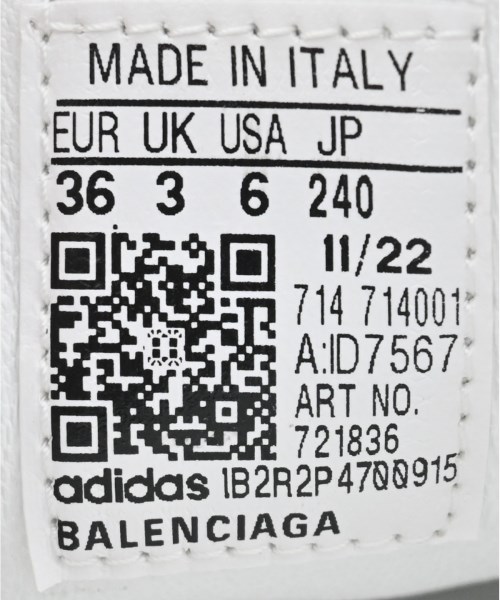 MADE IN ITALY
EUR UK USA JP
36 3 6 240
11/22
714 714001
A:ID7567
ART NO.
721836
adidas 1B2R2P4700915
BALENCIAGA